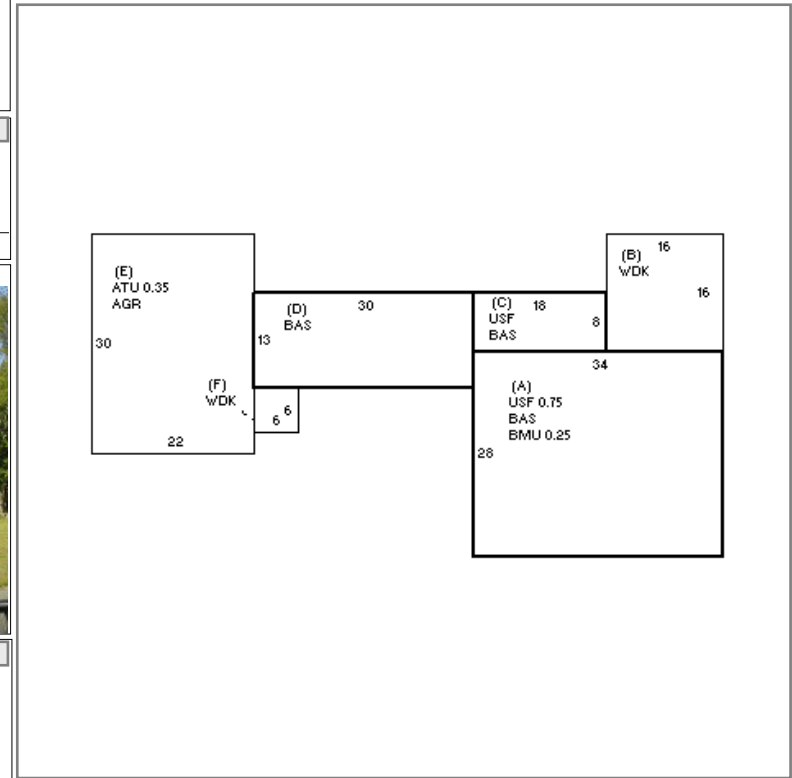 (E)
ATU 0.35
AGR
30
22
(F)
WDK
6
6
(D)
BAS
30
13
(C)
USF
BAS
18
8
(B)
WDK
16
16
34
(A)
USF 0.75
BAS
BMU 0.25
28